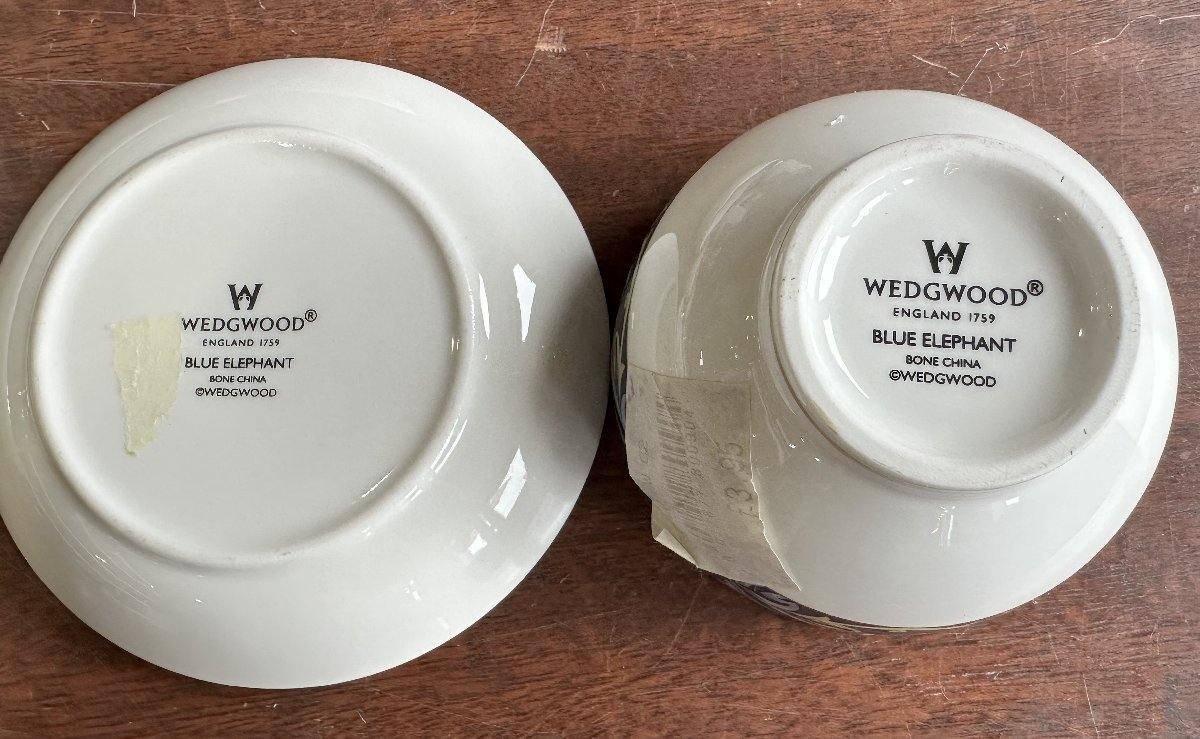 W
WEDGWOOD®
ENGLAND 1759
BLUE ELEPHANT
BONE CHINA
©WEDGWOOD
W
WEDGWOOD®
ENGLAND 1759
BLUE ELEPHANT
BONE CHINA
©WEDGWOOD